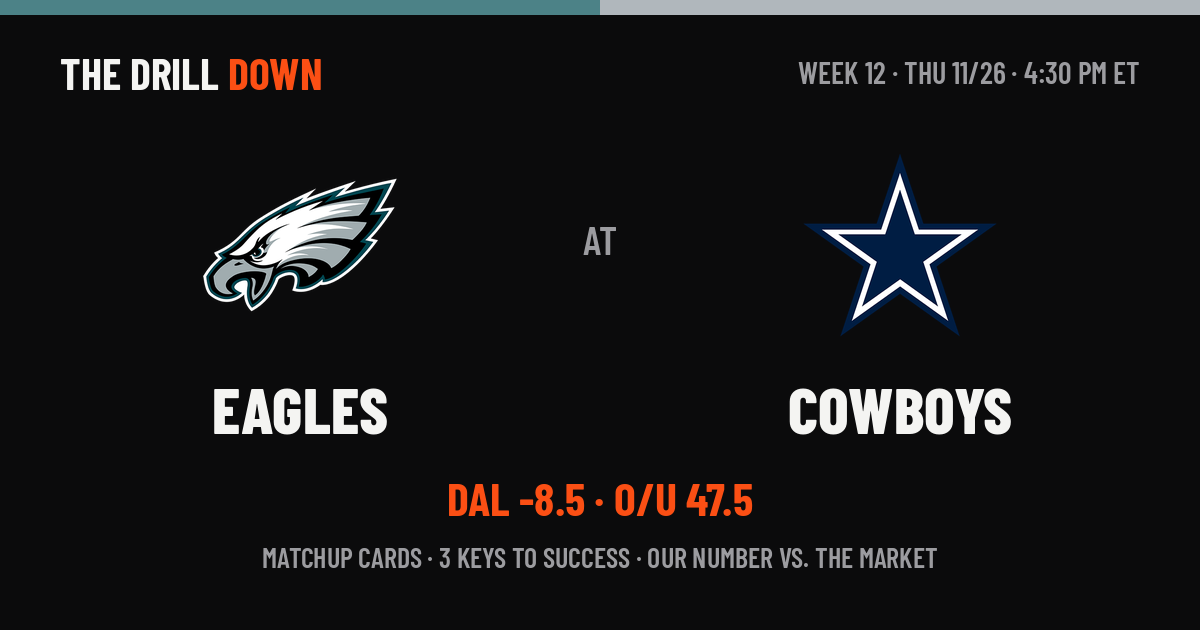 THE DRILL DOWN
WEEK 12 · THU 11/26 · 4:30 PM ET
AT
EAGLES
COWBOYS
DAL -8.5 · O/U 47.5
MATCHUP CARDS · 3 KEYS TO SUCCESS · OUR NUMBER VS. THE MARKET